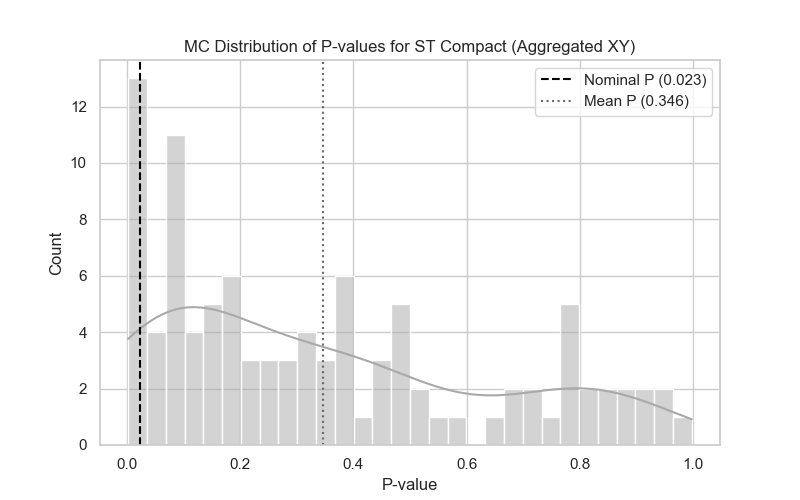 MC Distribution of P-values for ST Compact (Aggregated XY)
Nominal P (0.023)
Mean P (0.346)
Count
12
10
8
6
4
2
0
0.0 0.2 0.4 0.6 0.8 1.0
P-value